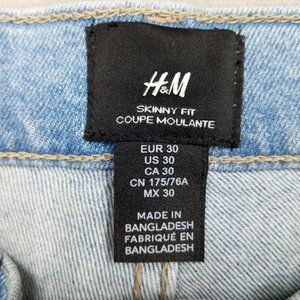 H&M
SKINNY FIT
COUPE MOULANTE
EUR 30
US 30
CA 30
CN 175/76A
MX 30
MADE IN
BANGLADESH
FABRIQUÉ EN
BANGLADESH